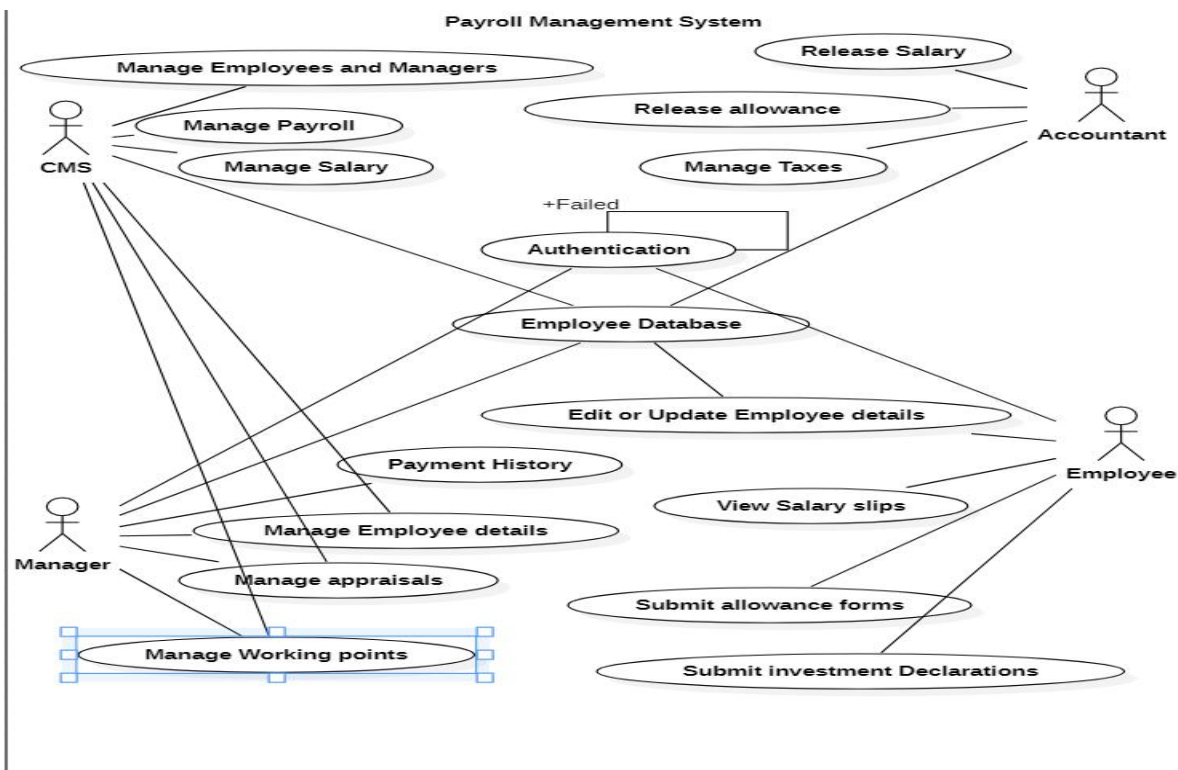 Payroll Management System
Release Salary
Manage Employees and Managers
Release allowance
Manage Payroll
Accountant
CMS
Manage Salary
Manage Taxes
+Failed
Authentication
Employee Database
Edit or Update Employee details
Payment History
Employee
View Salary slips
Manage Employee details
Manager
Manage appraisals
Submit allowance forms
Manage Working points
Submit investment Declarations